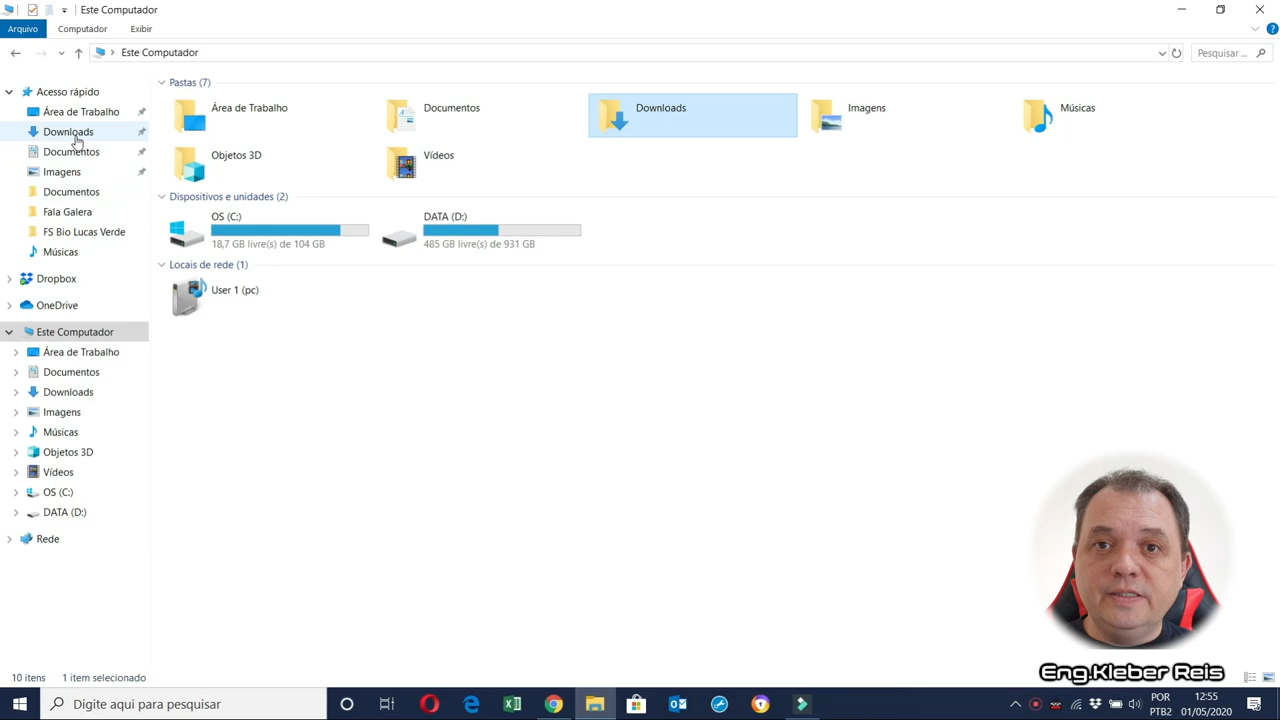 Este Computador
Arquivo Computador Exibir
Este Computador
Pesquisar ...
Acesso rápido
Área de Trabalho
Downloads
Documentos
Imagens
Documentos
Fala Galera
FS Bio Lucas Verde
Músicas
Dropbox
OneDrive
Este Computador
Área de Trabalho
Documentos
Downloads
Imagens
Músicas
Objetos 3D
Vídeos
OS (C:)
DATA (D:)
Rede
Pastas (7)
Área de Trabalho
Documentos
Downloads
Imagens
Músicas
Objetos 3D
Vídeos
Dispositivos e unidades (2)
OS (C:)
18,7 GB livre(s) de 104 GB
DATA (D:)
485 GB livre(s) de 931 GB
Locais de rede (1)
User 1 (pc)
Eng.Kleber Reis
10 itens 1 item selecionado
Digite aqui para pesquisar
POR
PTB2
12:55
01/05/2020